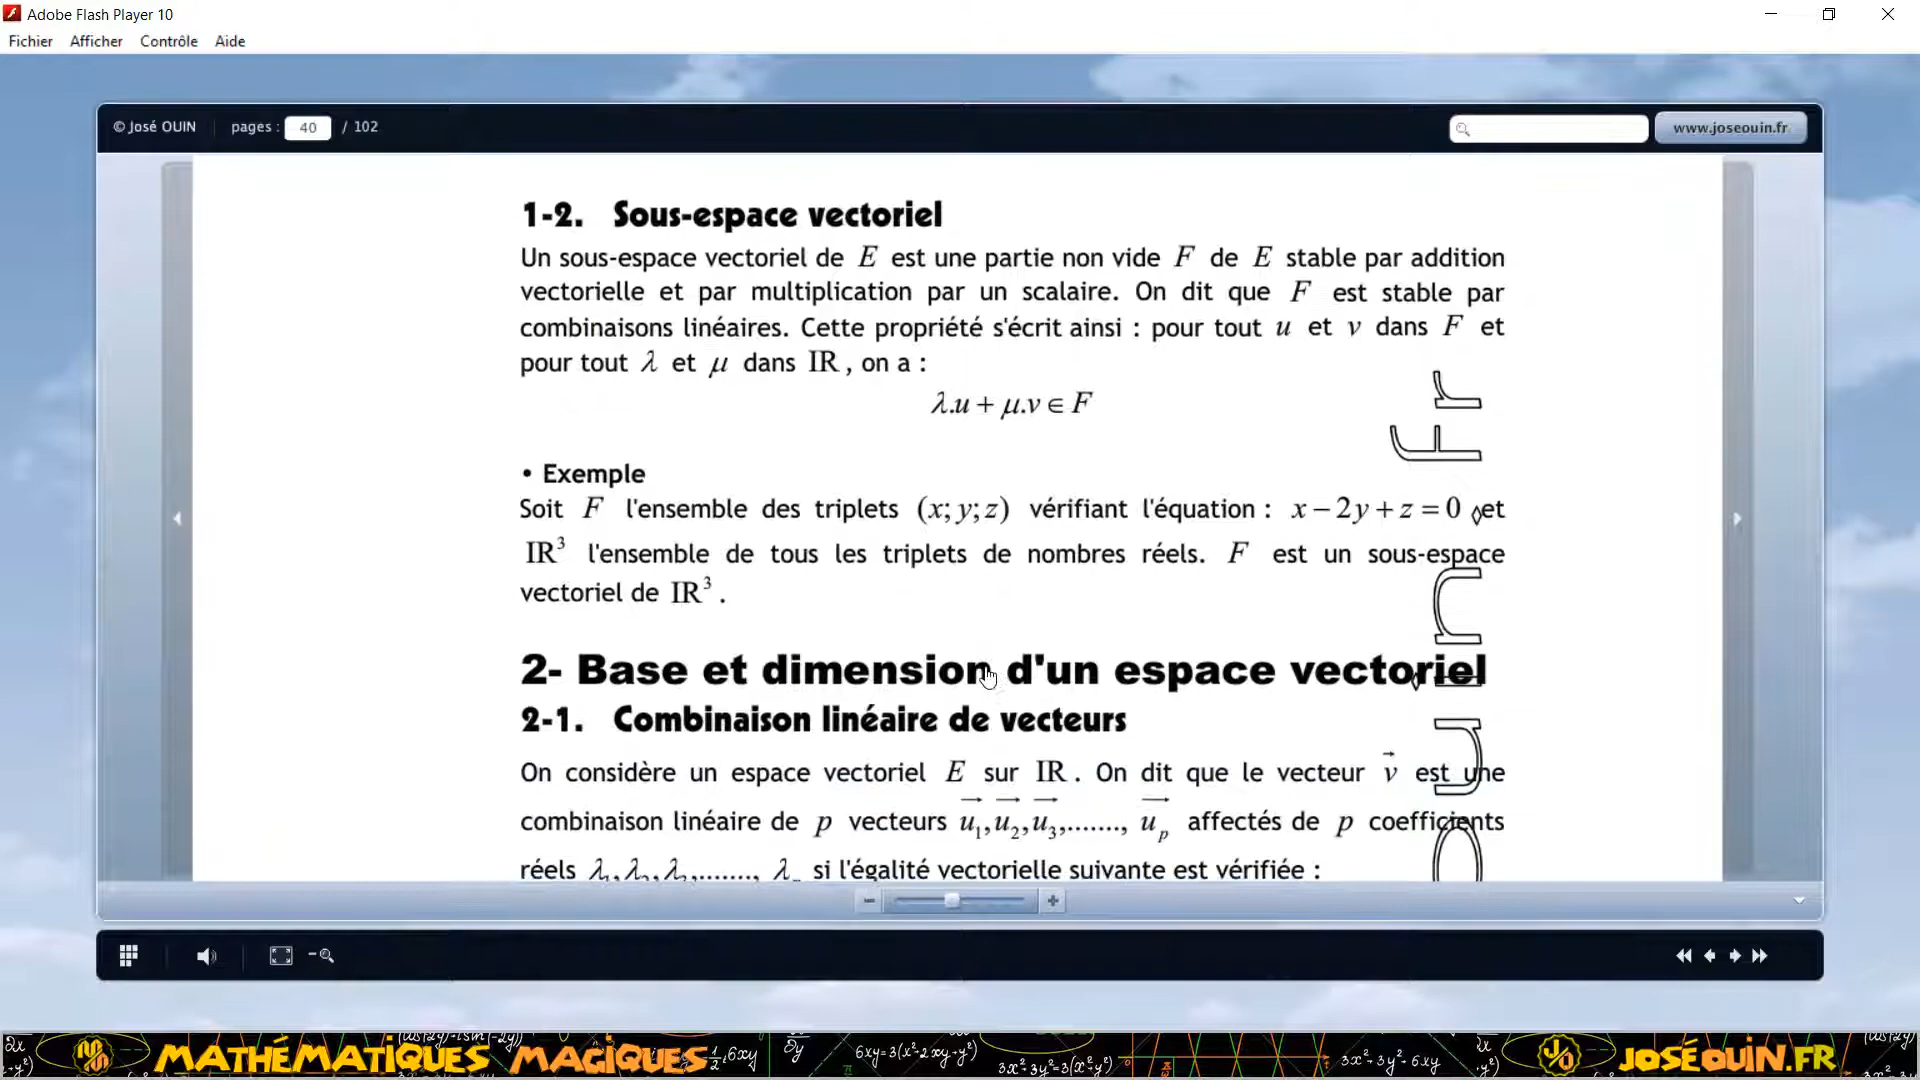 Adobe Flash Player 10
Fichier Afficher Contrôle Aide
© José OUIN pages : 40 / 102 www.joseouin.fr
1-2. Sous-espace vectoriel
Un sous-espace vectoriel de E est une partie non vide F de E stable par addition
vectorielle et par multiplication par un scalaire. On dit que F est stable par
combinaisons linéaires. Cette propriété s'écrit ainsi : pour tout u et v dans F et
pour tout λ et μ dans IR, on a :
λ.u + μ.v ∈ F
• Exemple
Soit F l'ensemble des triplets (x; y; z) vérifiant l'équation : x − 2y + z = 0 et
IR³ l'ensemble de tous les triplets de nombres réels. F est un sous-espace
vectoriel de IR³ .
2- Base et dimension d'un espace vectoriel
2-1. Combinaison linéaire de vecteurs
On considère un espace vectoriel E sur IR. On dit que le vecteur v⃗ est une
combinaison linéaire de p vecteurs u₁, u₂, u₃, ......., uₚ affectés de p coefficients
réels λ₁, λ₂, λ₃, ......., λ si l'égalité vectorielle suivante est vérifiée :
ouin.fr
MATHÉMATIQUES MAGIQUES JOSÉOUIN.FR